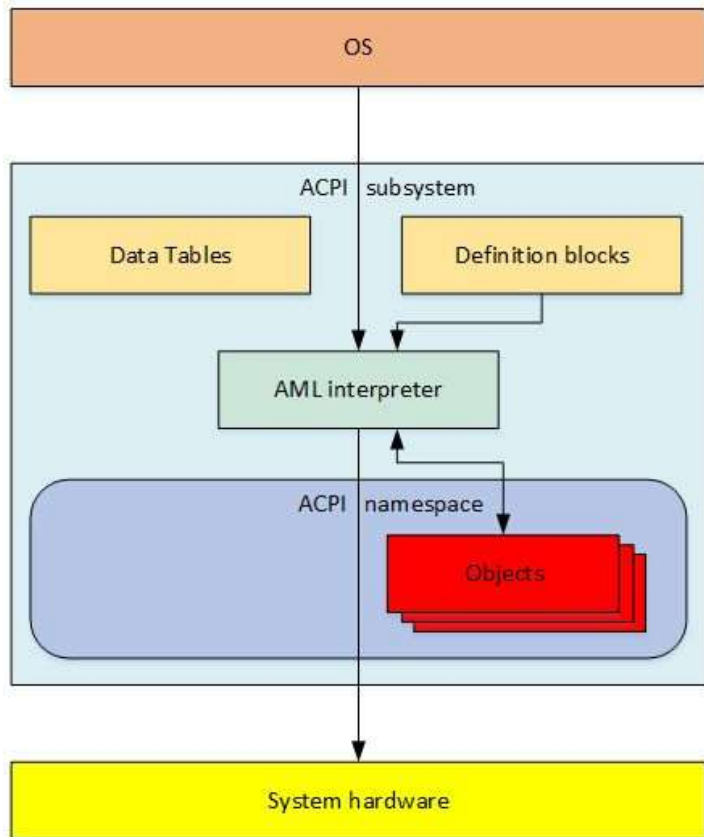 OS
ACPI subsystem
Data Tables
Definition blocks
AML interpreter
ACPI namespace
Objects
System hardware